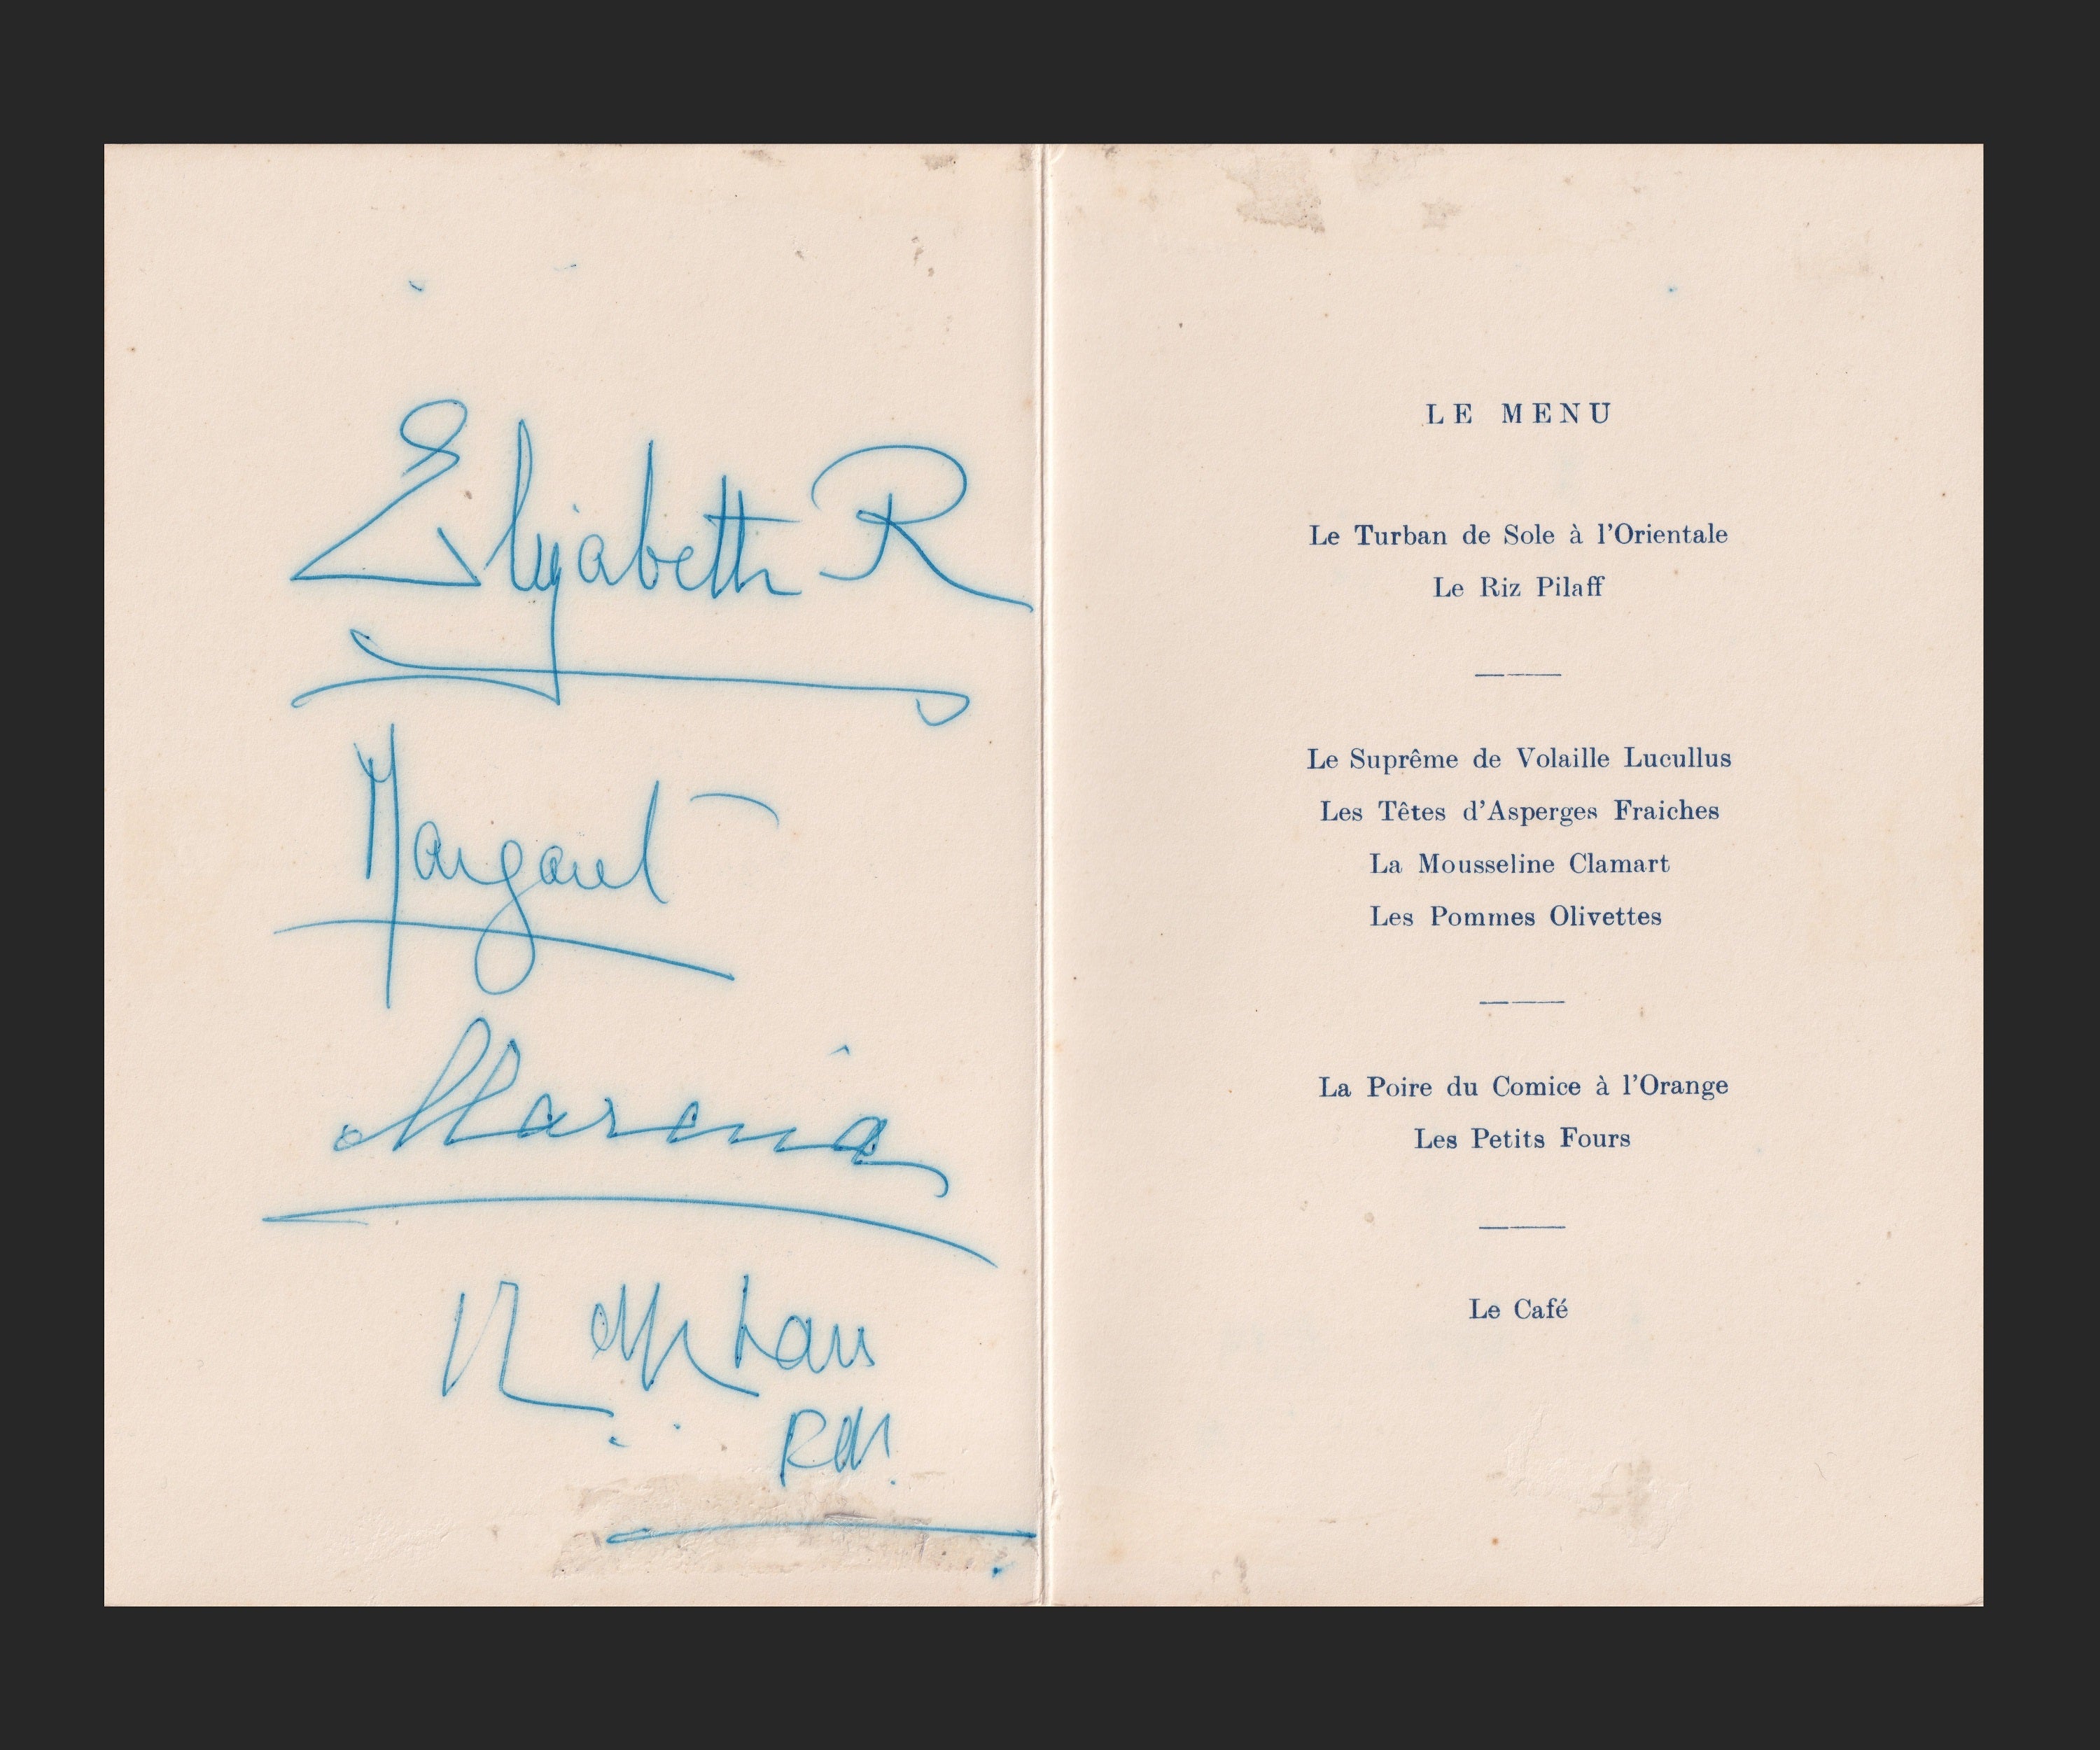 Elizabeth R
Margaret
Marina
LE MENU
Le Turban de Sole à l'Orientale
Le Riz Pilaff
Le Suprême de Volaille Lucullus
Les Têtes d'Asperges Fraiches
La Mousseline Clamart
Les Pommes Olivettes
La Poire du Comice à l'Orange
Les Petits Fours
Le Café